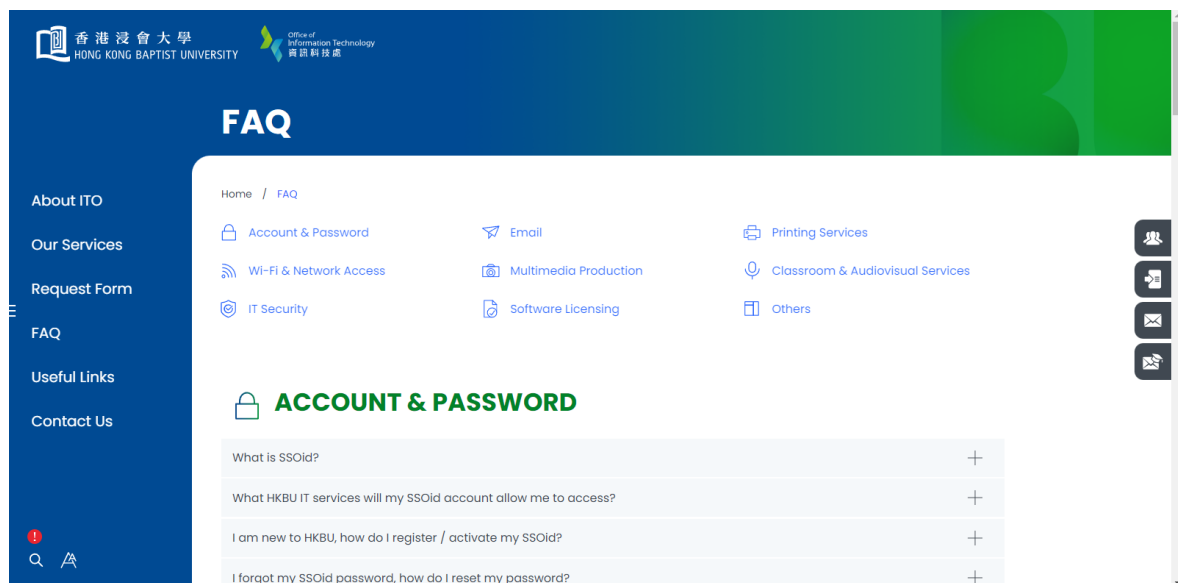 香港浸會大學
HONG KONG BAPTIST UNIVERSITY
Office of
Information Technology
資訊科技處
FAQ
About ITO
Our Services
Request Form
FAQ
Useful Links
Contact Us
Home / FAQ
Account & Password
Email
Printing Services
Wi-Fi & Network Access
Multimedia Production
Classroom & Audiovisual Services
IT Security
Software Licensing
Others
ACCOUNT & PASSWORD
What is SSOid?
What HKBU IT services will my SSOid account allow me to access?
I am new to HKBU, how do I register / activate my SSOid?
I forgot my SSOid password, how do I reset my password?